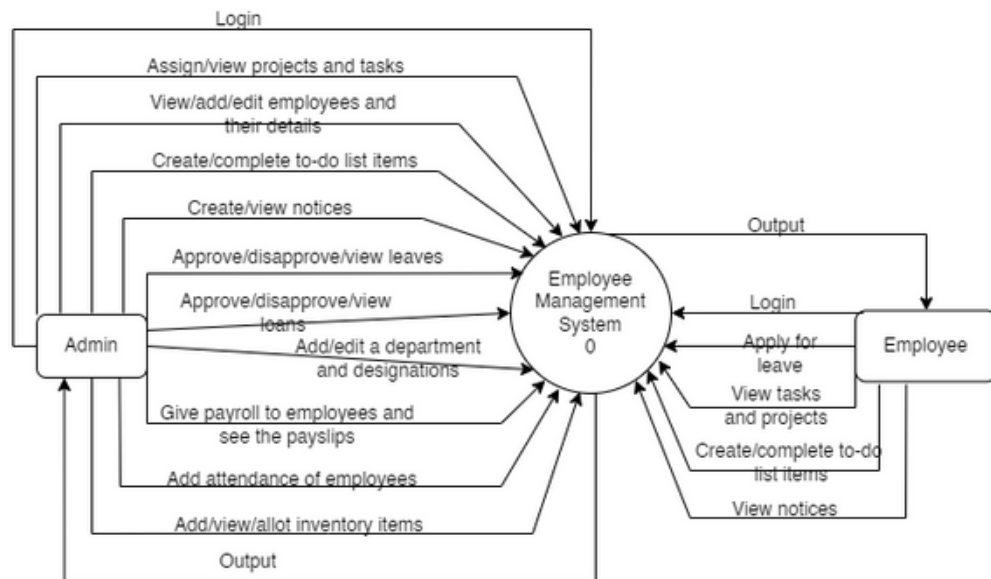 Login
Assign/view projects and tasks
View/add/edit employees and
their details
Create/complete to-do list items
Create/view notices
Approve/disapprove/view leaves
Approve/disapprove/view
loans
Add/edit a department
and designations
Admin
Give payroll to employees and
see the payslips
Add attendance of employees
Add/view/allot inventory items
Output
Employee
Management
System
0
Output
Login
Apply for
leave
Employee
View tasks
and projects
Create/complete to-do
list items
View notices